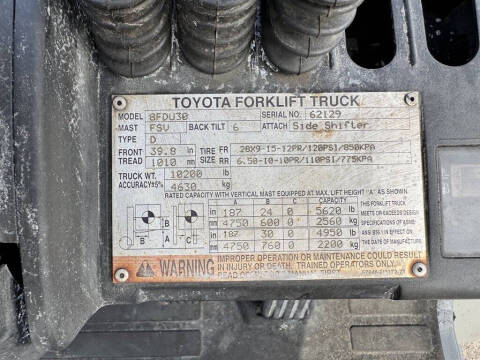 TOYOTA FORKLIFT TRUCK
MODEL 8FDU30 SERIAL NO. 62129
MAST FSV BACK TILT 6 ATTACH Side Shifter
TYPE D
FRONT 39.8 in TIRE FR 28X9-15-12PR/120PSI/850KPA
TREAD 1010 mm SIZE RR 6.50-10-10PR/110PSI/775KPA
TRUCK WT. 10200 lb
ACCURACY±5% 4630 kg
RATED CAPACITY WITH VERTICAL MAST EQUIPPED AT MAX. LIFT HEIGHT "A" AS SHOWN
in 187 24 0 5620 lb THIS FORKLIFT TRUCK
mm 4750 600 0 2560 kg MEETS OR EXCEEDS DESIGN
SPECIFICATIONS OF ASME
in 187 30 0 4950 lb
mm 4750 760 0 2200 kg DATE OF MANUFACTURE.
A B C B
WARNING IMPROPER OPERATION OR MAINTENANCE COULD RESULT
IN INJURY OR DEATH. TRAINED OPERATORS ONLY.